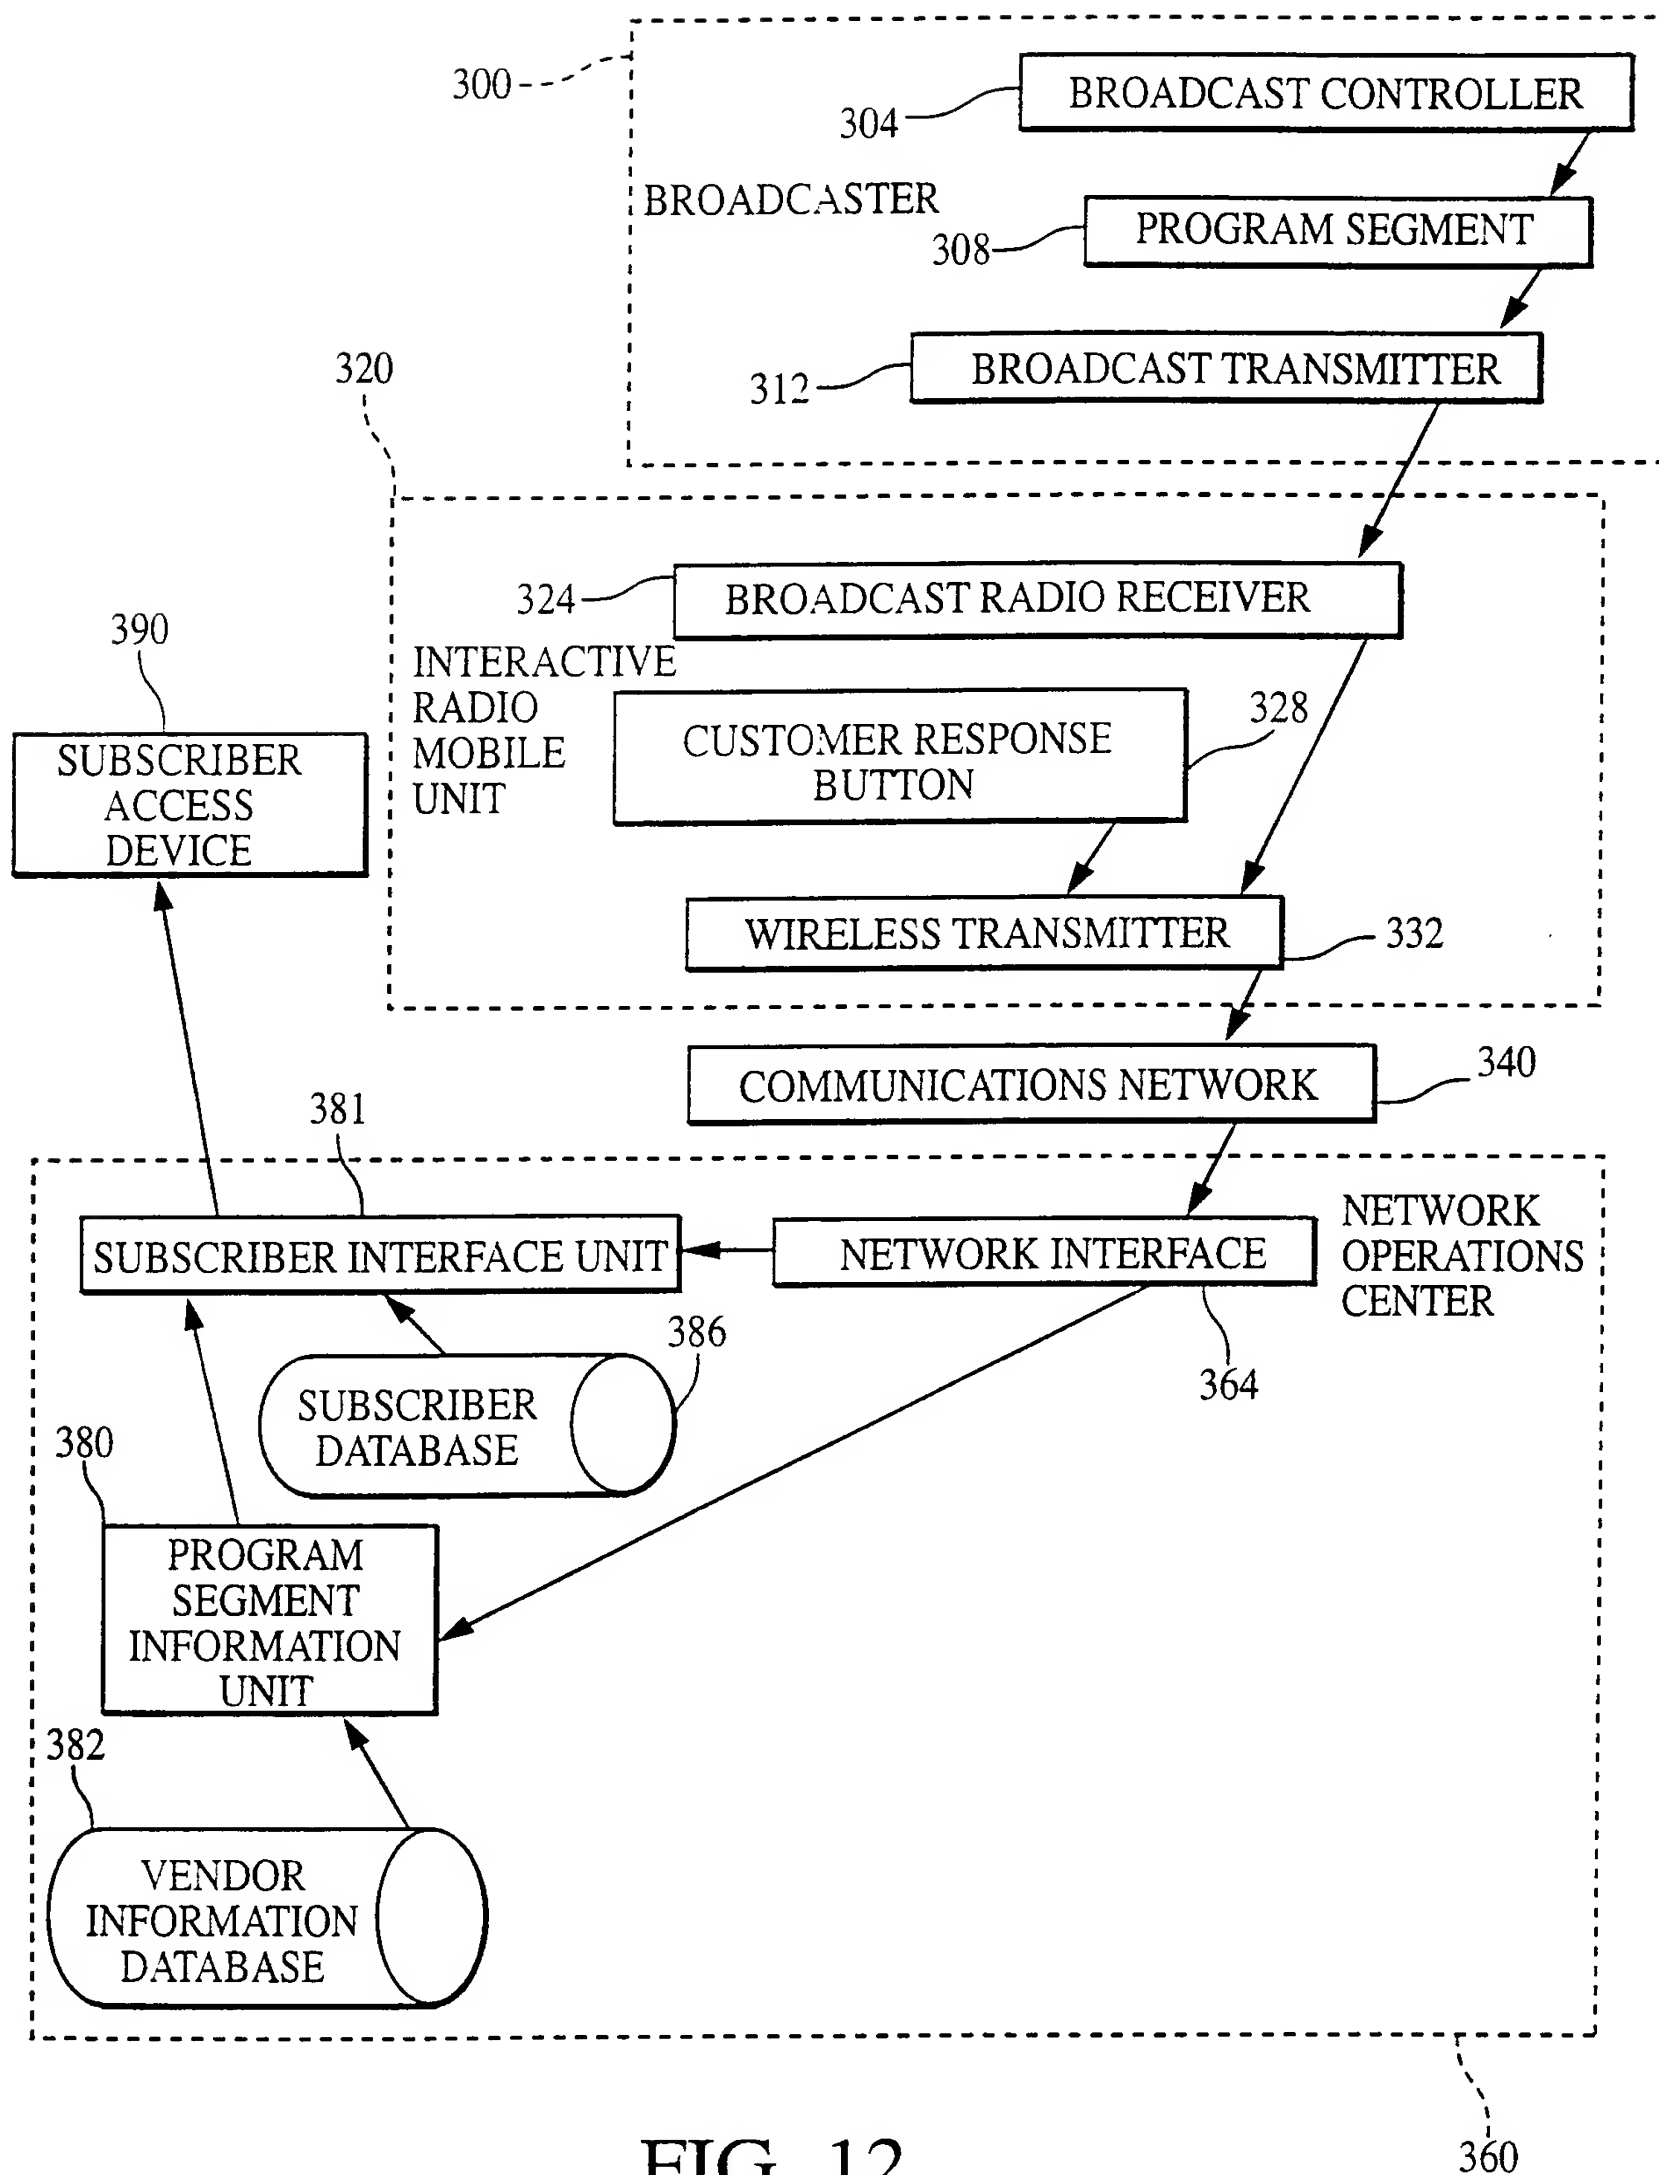 300
304
BROADCAST CONTROLLER
BROADCASTER
308
PROGRAM SEGMENT
312
BROADCAST TRANSMITTER
320
324
BROADCAST RADIO RECEIVER
INTERACTIVE
RADIO
MOBILE
UNIT
CUSTOMER RESPONSE
BUTTON
328
WIRELESS TRANSMITTER
332
390
SUBSCRIBER
ACCESS
DEVICE
COMMUNICATIONS NETWORK
340
381
SUBSCRIBER INTERFACE UNIT
NETWORK INTERFACE
364
NETWORK
OPERATIONS
CENTER
386
SUBSCRIBER
DATABASE
380
PROGRAM
SEGMENT
INFORMATION
UNIT
382
VENDOR
INFORMATION
DATABASE
360
FIG. 12